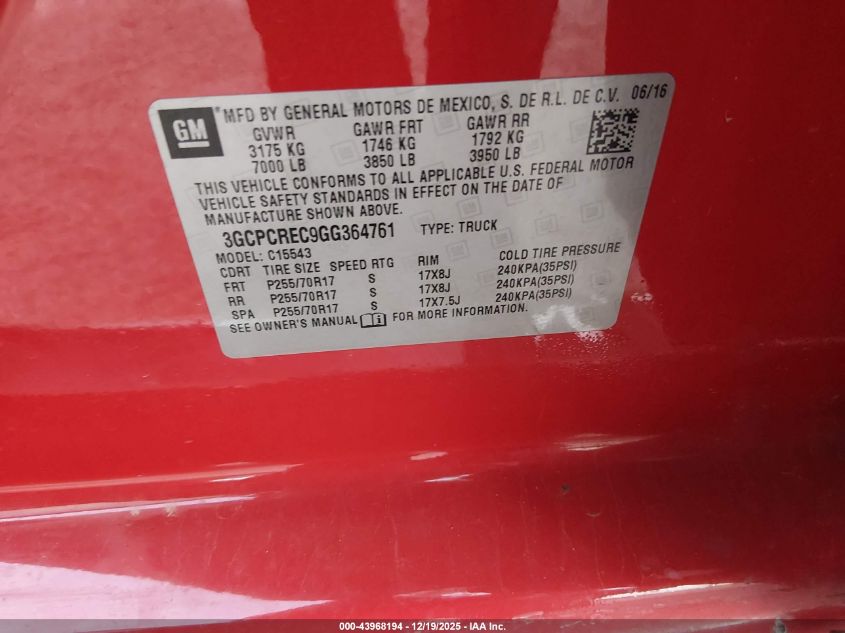 GM
*MFD BY GENERAL MOTORS DE MEXICO, S. DE R.L. DE C.V. 06/16
GVWR GAWR FRT GAWR RR
3175 KG 1746 KG 1792 KG
7000 LB 3850 LB 3950 LB
THIS VEHICLE CONFORMS TO ALL APPLICABLE U.S. FEDERAL MOTOR
VEHICLE SAFETY STANDARDS IN EFFECT ON THE DATE OF
MANUFACTURE SHOWN ABOVE.
3GCPCREC9GG364761 TYPE: TRUCK
MODEL: C15543
CDRT TIRE SIZE SPEED RTG RIM COLD TIRE PRESSURE
FRT P255/70R17 S 17X8J 240KPA(35PSI)
RR P255/70R17 S 17X8J 240KPA(35PSI)
SPA P255/70R17 S 17X7.5J 240KPA(35PSI)
SEE OWNER'S MANUAL FOR MORE INFORMATION.
000-43968194 - 12/19/2025 - IAA Inc.